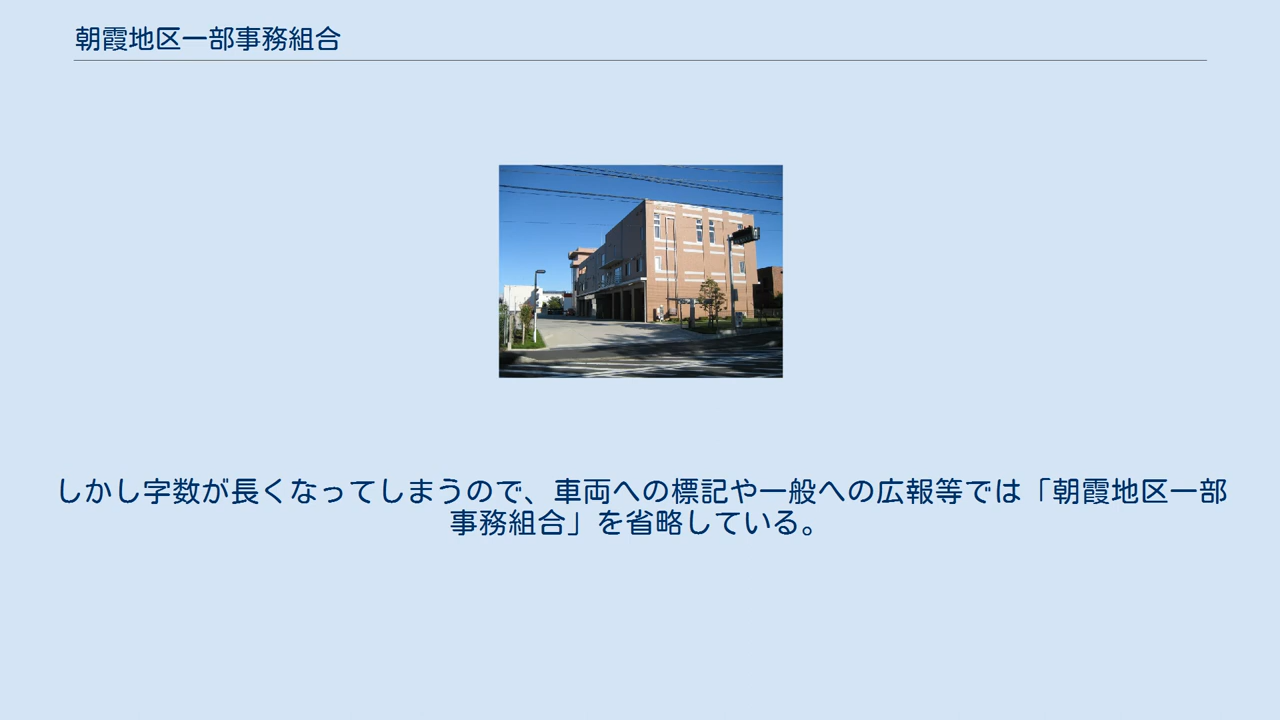 朝霞地区一部事務組合
しかし字数が長くなってしまうので、車両への標記や一般への広報等では「朝霞地区一部
事務組合」を省略している。